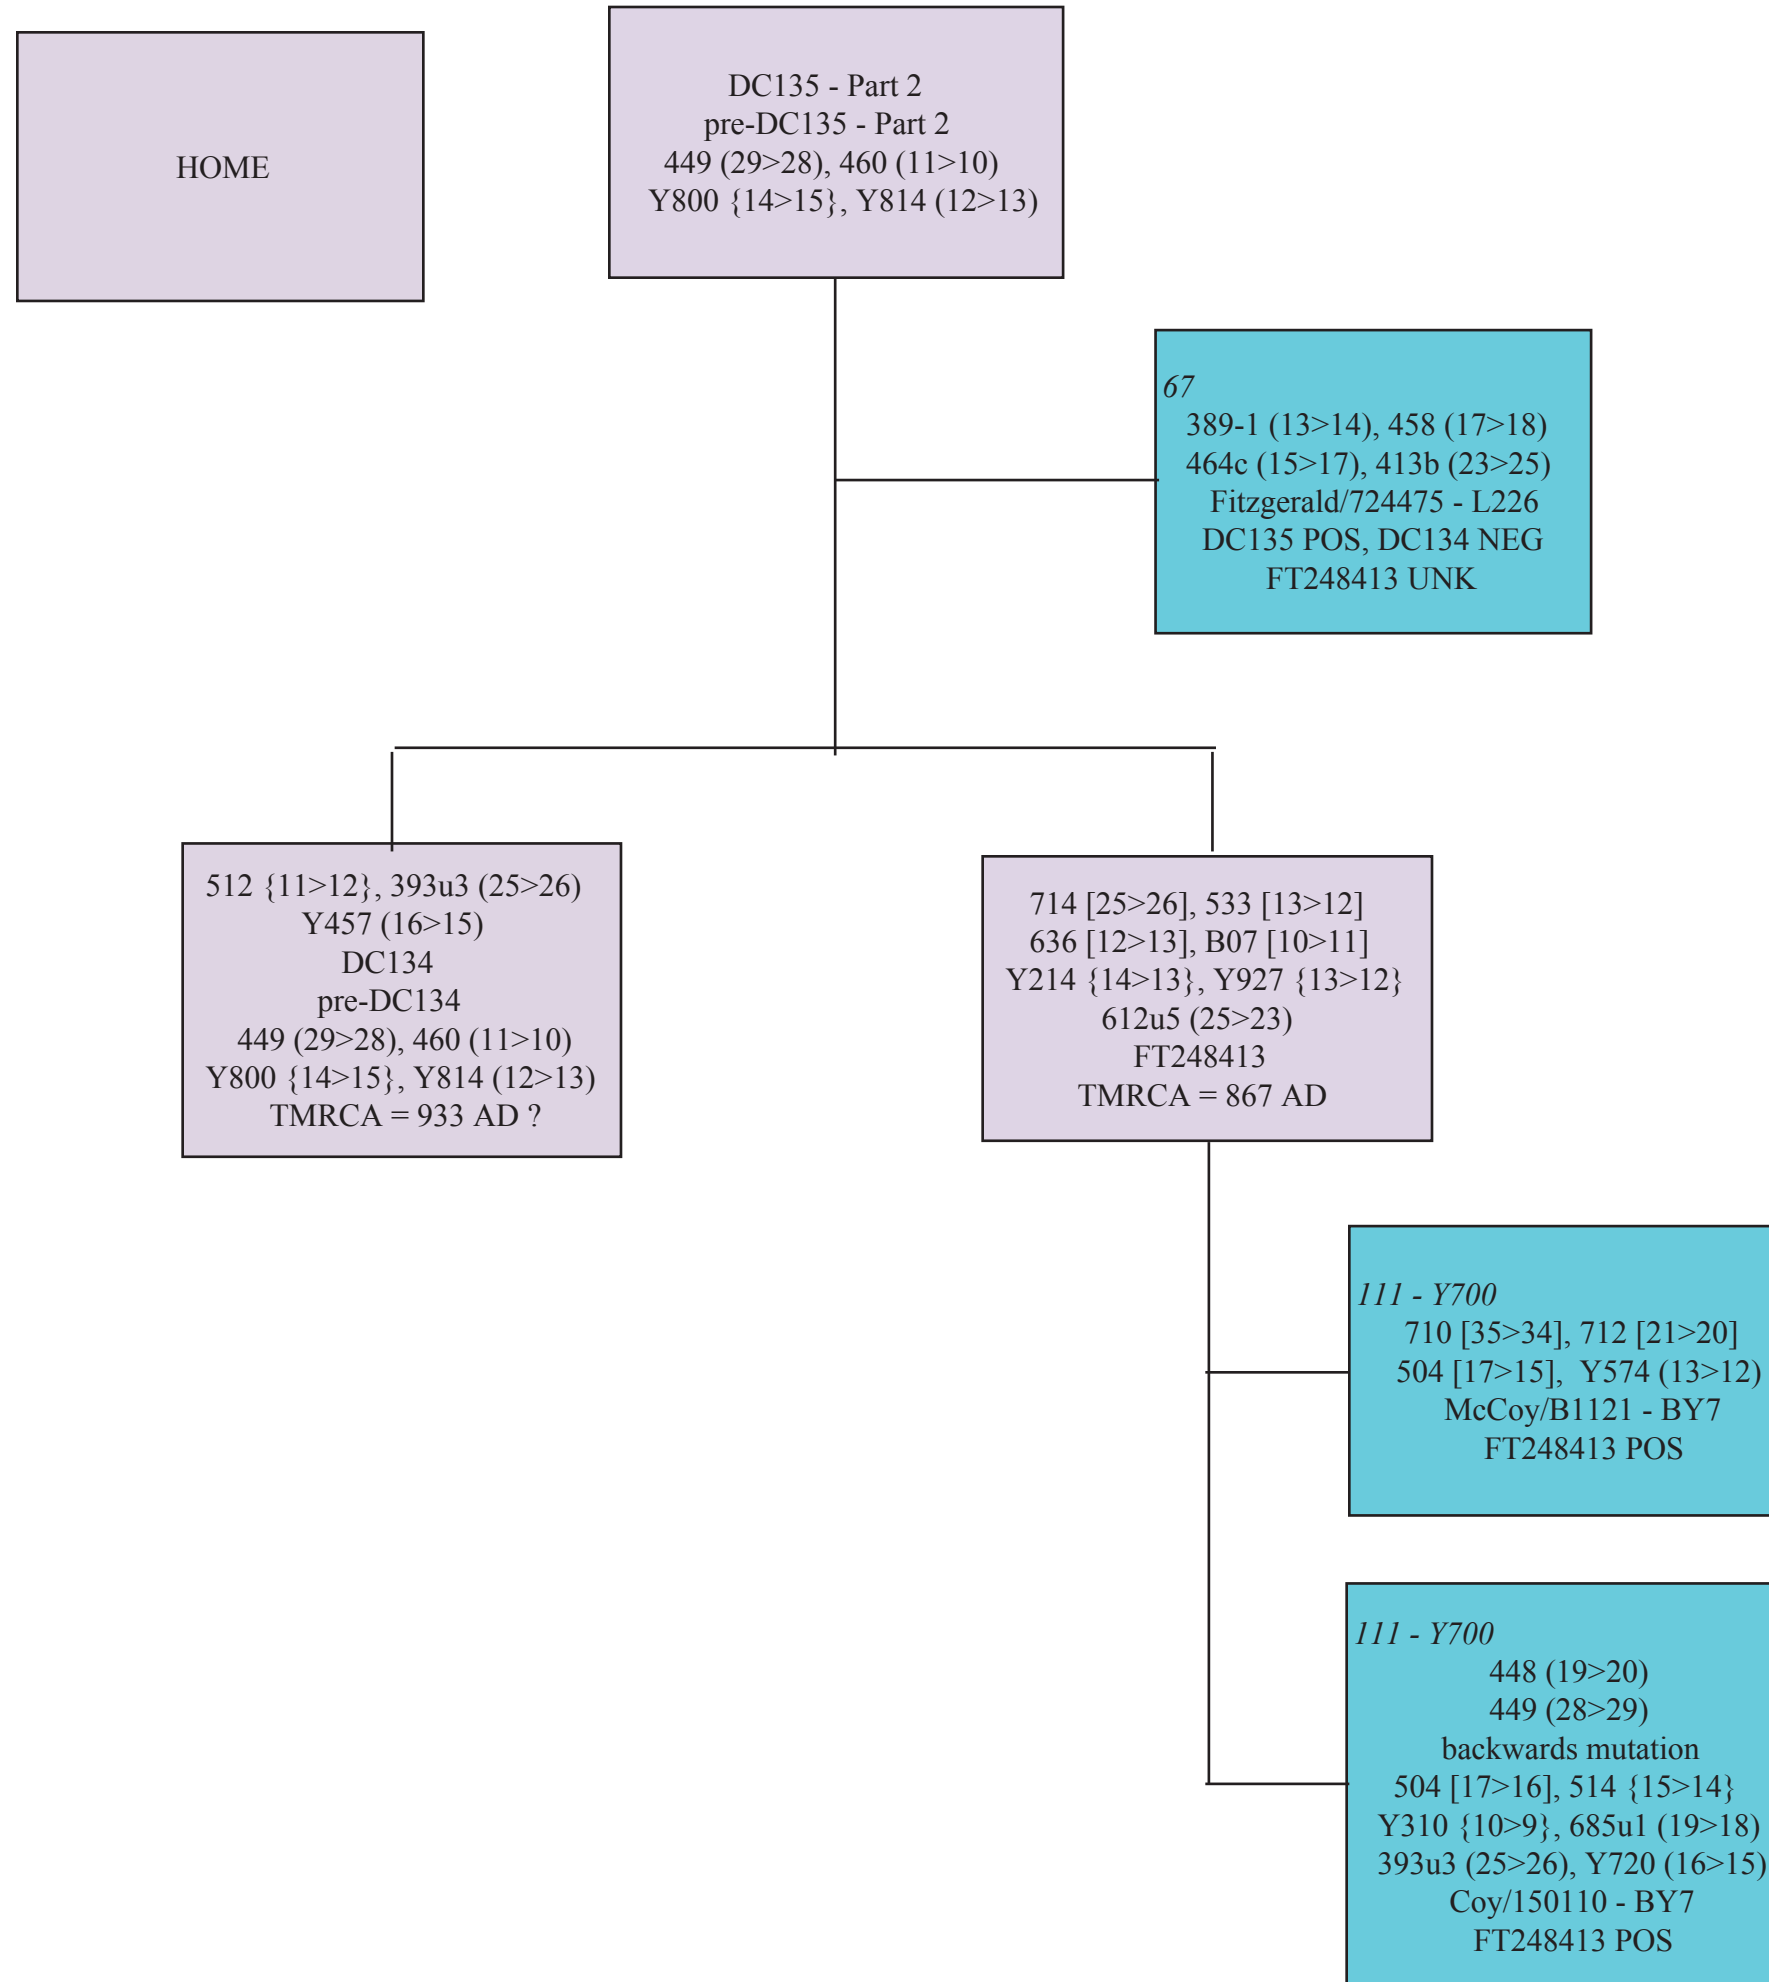 HOME
DC135 - Part 2
pre-DC135 - Part 2
449 (29>28), 460 (11>10)
Y800 {14>15}, Y814 (12>13)
67
389-1 (13>14), 458 (17>18)
464c (15>17), 413b (23>25)
Fitzgerald/724475 - L226
DC135 POS, DC134 NEG
FT248413 UNK
512 {11>12}, 393u3 (25>26)
Y457 (16>15)
DC134
pre-DC134
449 (29>28), 460 (11>10)
Y800 {14>15}, Y814 (12>13)
TMRCA = 933 AD ?
714 [25>26], 533 [13>12]
636 [12>13], B07 [10>11]
Y214 {14>13}, Y927 {13>12}
612u5 (25>23)
FT248413
TMRCA = 867 AD
111 - Y700
710 [35>34], 712 [21>20]
504 [17>15], Y574 (13>12)
McCoy/B1121 - BY7
FT248413 POS
111 - Y700
448 (19>20)
449 (28>29)
backwards mutation
504 [17>16], 514 {15>14}
Y310 {10>9}, 685u1 (19>18)
393u3 (25>26), Y720 (16>15)
Coy/150110 - BY7
FT248413 POS